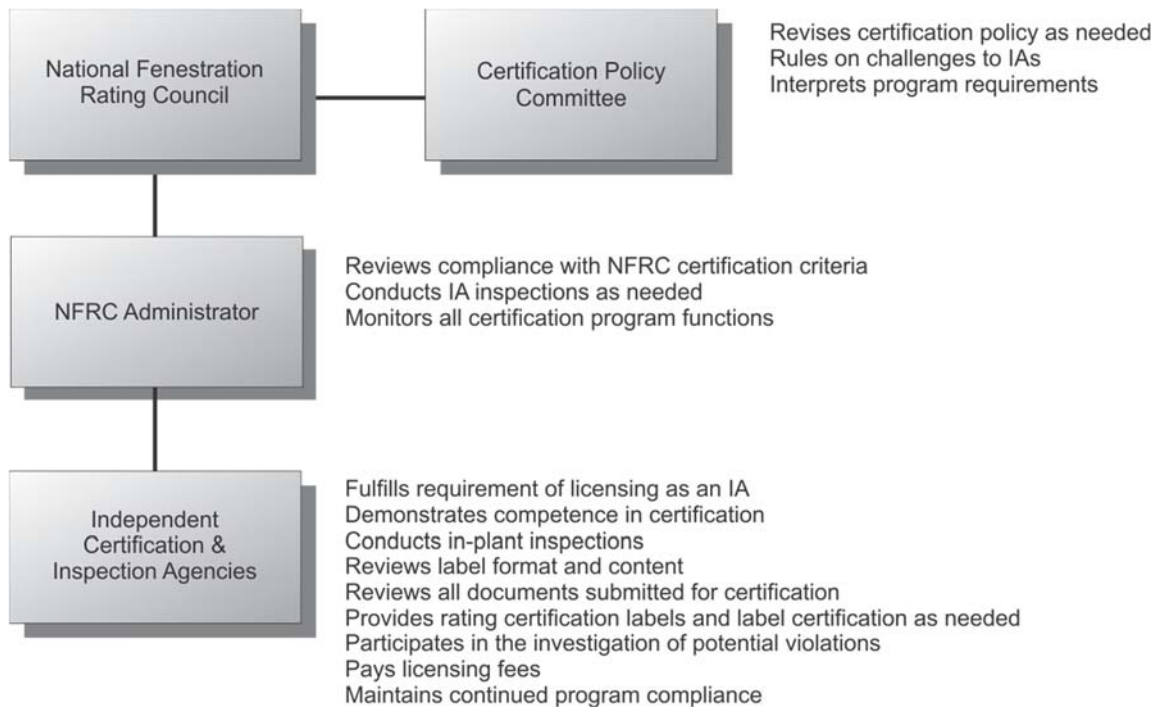 National Fenestration
Rating Council
Certification Policy
Committee
Revises certification policy as needed
Rules on challenges to IAs
Interprets program requirements
NFRC Administrator
Reviews compliance with NFRC certification criteria
Conducts IA inspections as needed
Monitors all certification program functions
Independent
Certification &
Inspection Agencies
Fulfills requirement of licensing as an IA
Demonstrates competence in certification
Conducts in-plant inspections
Reviews label format and content
Reviews all documents submitted for certification
Provides rating certification labels and label certification as needed
Participates in the investigation of potential violations
Pays licensing fees
Maintains continued program compliance